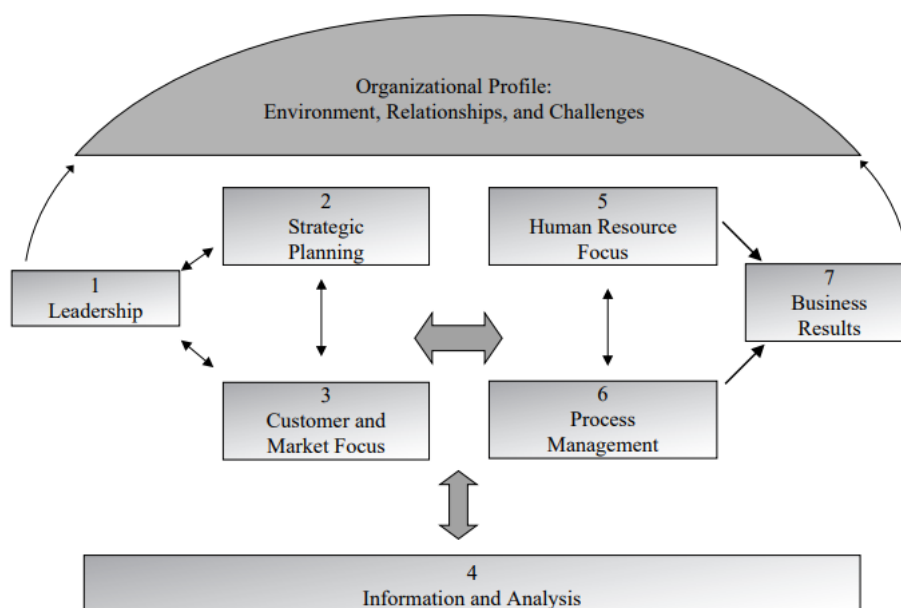 Organizational Profile:
Environment, Relationships, and Challenges
2
Strategic
Planning
5
Human Resource
Focus
1
Leadership
7
Business
Results
3
Customer and
Market Focus
6
Process
Management
4
Information and Analysis